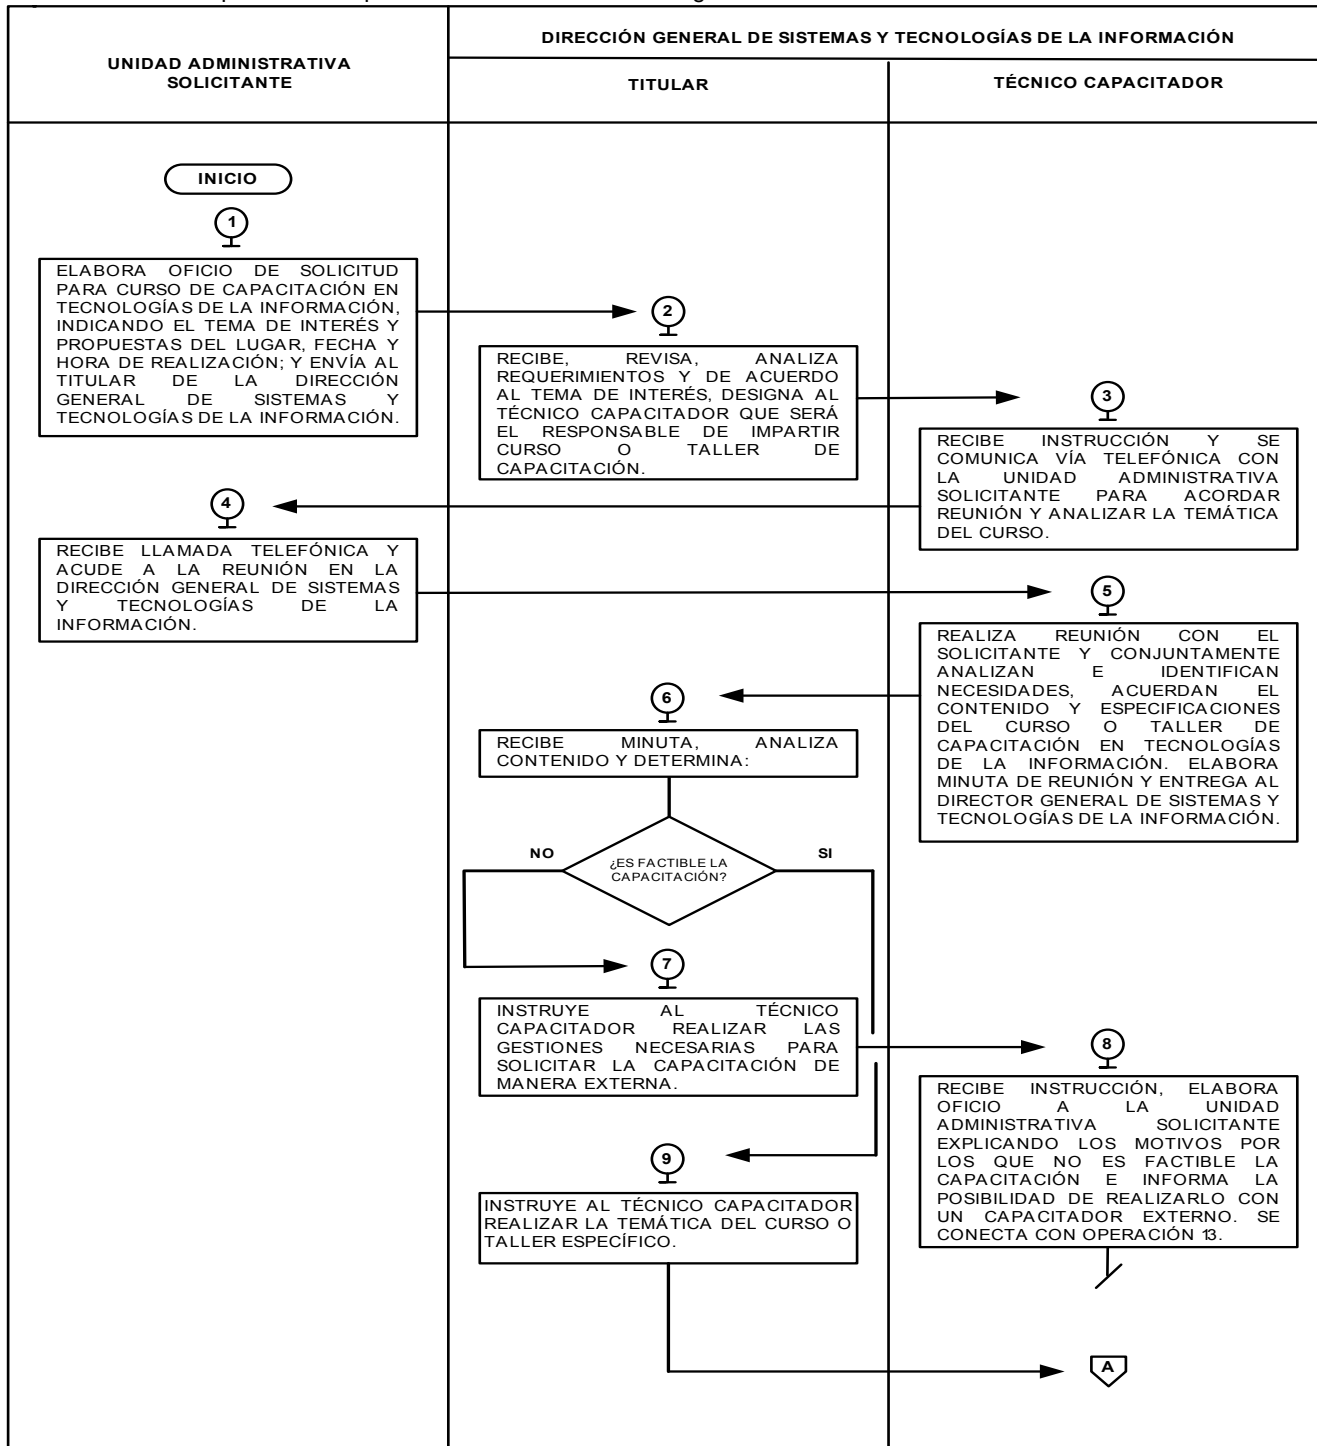 DIRECCIÓN GENERAL DE SISTEMAS Y TECNOLOGÍAS DE LA INFORMACIÓN
UNIDAD ADMINISTRATIVA
SOLICITANTE
TITULAR
TÉCNICO CAPACITADOR
INICIO
1
ELABORA OFICIO DE SOLICITUD
PARA CURSO DE CAPACITACIÓN EN
TECNOLOGÍAS DE LA INFORMACIÓN,
INDICANDO EL TEMA DE INTERÉS Y
PROPUESTAS DEL LUGAR, FECHA Y
HORA DE REALIZACIÓN; Y ENVÍA AL
TITULAR DE LA DIRECCIÓN
GENERAL DE SISTEMAS Y
TECNOLOGÍAS DE LA INFORMACIÓN.
2
RECIBE, REVISA, ANALIZA
REQUERIMIENTOS Y DE ACUERDO
AL TEMA DE INTERÉS, DESIGNA AL
TÉCNICO CAPACITADOR QUE SERÁ
EL RESPONSABLE DE IMPARTIR
CURSO O TALLER DE
CAPACITACIÓN.
3
RECIBE INSTRUCCIÓN Y SE
COMUNICA VÍA TELEFÓNICA CON
LA UNIDAD ADMINISTRATIVA
SOLICITANTE PARA ACORDAR
REUNIÓN Y ANALIZAR LA TEMÁTICA
DEL CURSO.
4
RECIBE LLAMADA TELEFÓNICA Y
ACUDE A LA REUNIÓN EN LA
DIRECCIÓN GENERAL DE SISTEMAS
Y TECNOLOGÍAS DE LA
INFORMACIÓN.
5
REALIZA REUNIÓN CON EL
SOLICITANTE Y CONJUNTAMENTE
ANALIZAN E IDENTIFICAN
NECESIDADES, ACUERDAN EL
CONTENIDO Y ESPECIFICACIONES
DEL CURSO O TALLER DE
CAPACITACIÓN EN TECNOLOGÍAS
DE LA INFORMACIÓN. ELABORA
MINUTA DE REUNIÓN Y ENTREGA AL
DIRECTOR GENERAL DE SISTEMAS Y
TECNOLOGÍAS DE LA INFORMACIÓN.
6
RECIBE MINUTA, ANALIZA
CONTENIDO Y DETERMINA:
NO
¿ES FACTIBLE LA
CAPACITACIÓN?
SI
7
INSTRUYE AL TÉCNICO
CAPACITADOR REALIZAR LAS
GESTIONES NECESARIAS PARA
SOLICITAR LA CAPACITACIÓN DE
MANERA EXTERNA.
8
RECIBE INSTRUCCIÓN, ELABORA
OFICIO A LA UNIDAD
ADMINISTRATIVA SOLICITANTE
EXPLICANDO LOS MOTIVOS POR
LOS QUE NO ES FACTIBLE LA
CAPACITACIÓN E INFORMA LA
POSIBILIDAD DE REALIZARLO CON
UN CAPACITADOR EXTERNO. SE
CONECTA CON OPERACIÓN 13.
9
INSTRUYE AL TÉCNICO CAPACITADOR
REALIZAR LA TEMÁTICA DEL CURSO O
TALLER ESPECÍFICO.
A